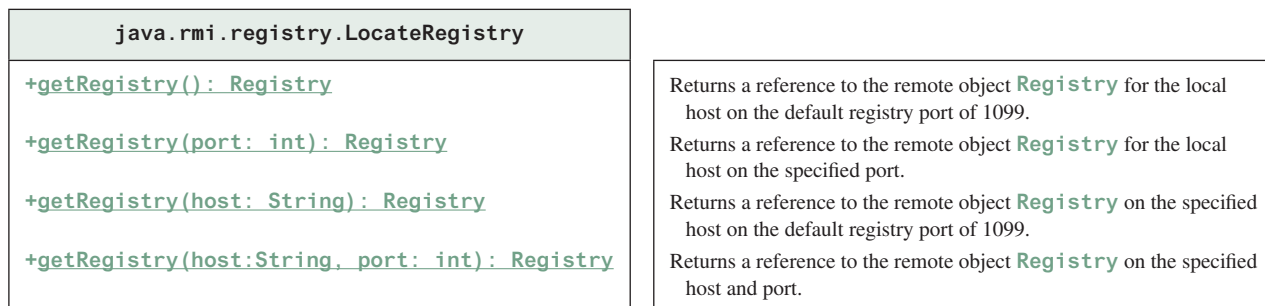 java.rmi.registry.LocateRegistry
+getRegistry(): Registry
Returns a reference to the remote object Registry for the local
host on the default registry port of 1099.
+getRegistry(port: int): Registry
Returns a reference to the remote object Registry for the local
host on the specified port.
+getRegistry(host: String): Registry
Returns a reference to the remote object Registry on the specified
host on the default registry port of 1099.
+getRegistry(host:String, port: int): Registry
Returns a reference to the remote object Registry on the specified
host and port.